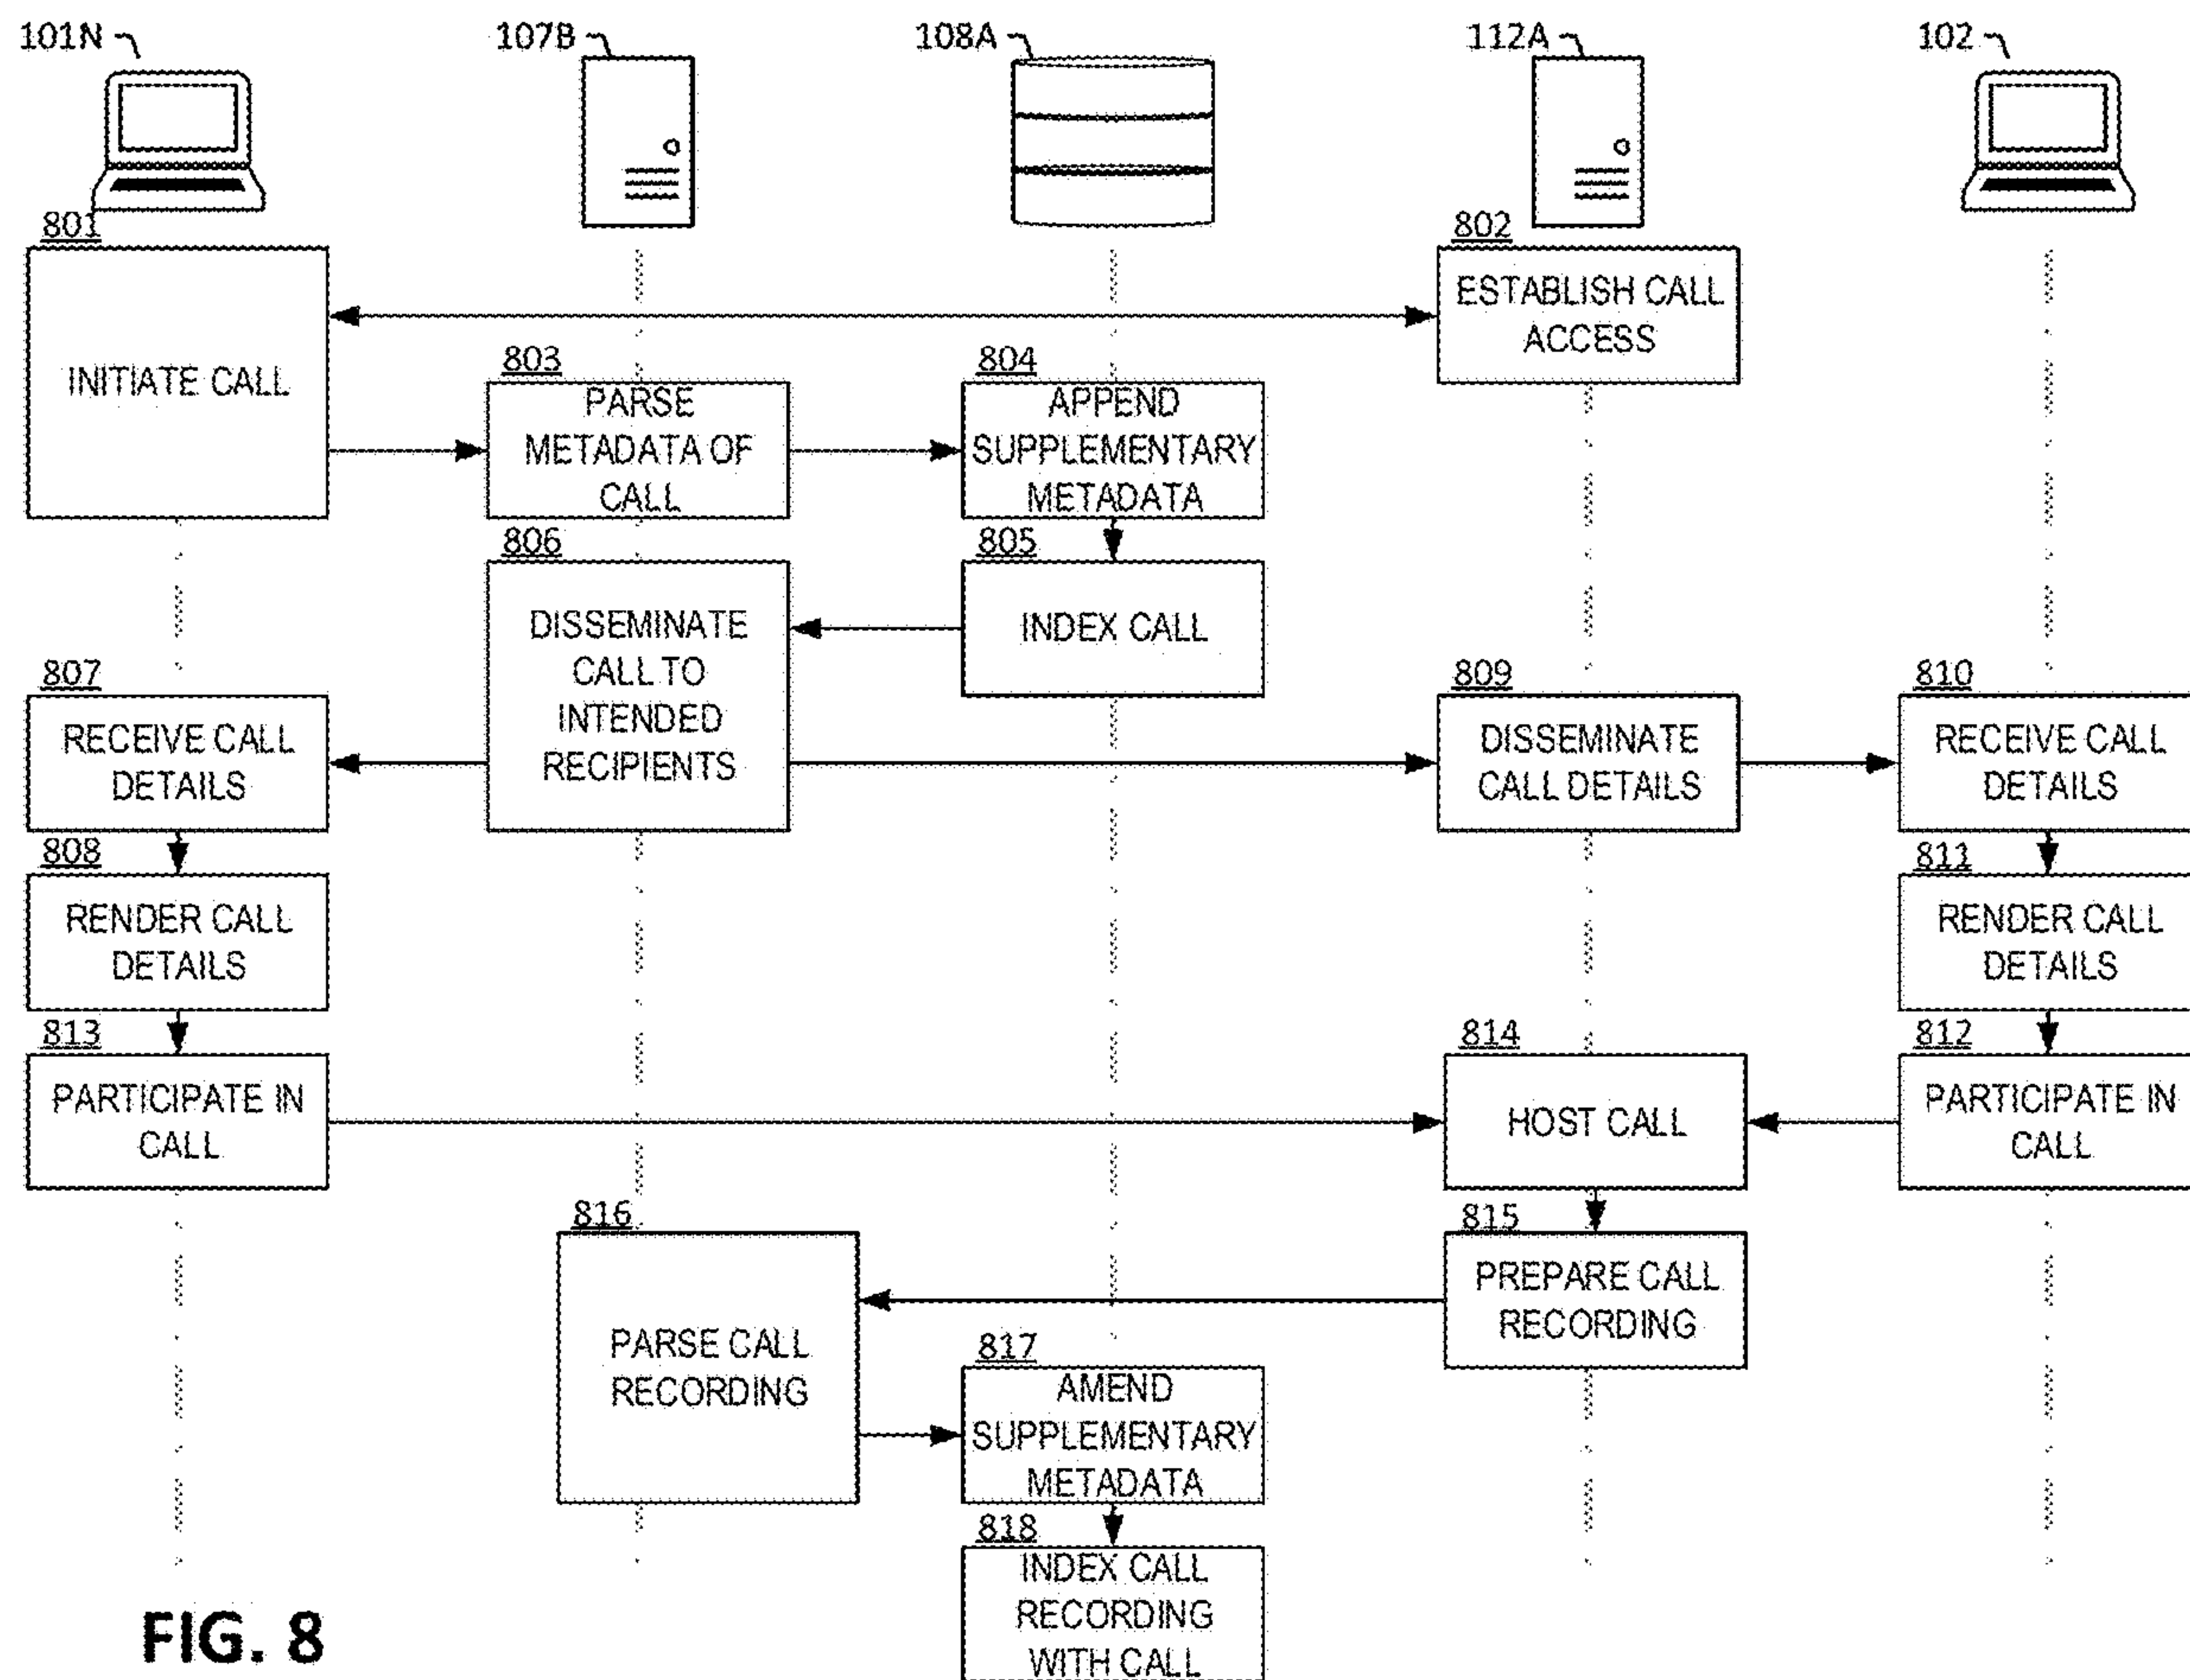 101N
107B
108A
112A
102
801
INITIATE CALL
802
ESTABLISH CALL
ACCESS
803
PARSE
METADATA OF
CALL
804
APPEND
SUPPLEMENTARY
METADATA
805
INDEX CALL
806
DISSEMINATE
CALL TO
INTENDED
RECIPIENTS
807
RECEIVE CALL
DETAILS
809
DISSEMINATE
CALL DETAILS
810
RECEIVE CALL
DETAILS
808
RENDER CALL
DETAILS
811
RENDER CALL
DETAILS
813
PARTICIPATE IN
CALL
814
HOST CALL
812
PARTICIPATE IN
CALL
816
PARSE CALL
RECORDING
815
PREPARE CALL
RECORDING
817
AMEND
SUPPLEMENTARY
METADATA
818
INDEX CALL
RECORDING
WITH CALL
FIG. 8